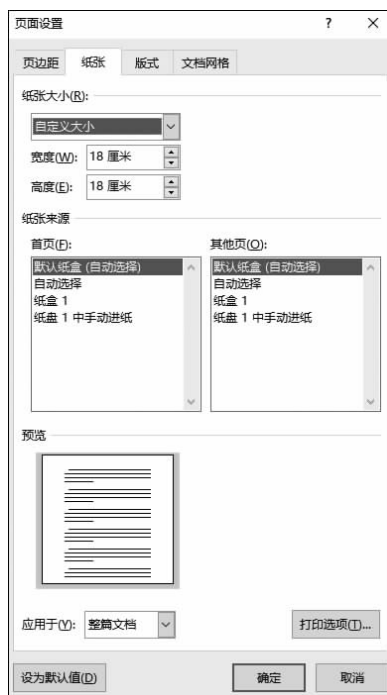 页面设置 ? ×
页边距 纸张 版式 文档网格
纸张大小(R):
自定义大小
宽度(W): 18 厘米
高度(E): 18 厘米
纸张来源
首页(F): 其他页(O):
默认纸盒 (自动选择) 默认纸盒 (自动选择)
自动选择 自动选择
纸盒 1 纸盒 1
纸盘 1 中手动进纸 纸盘 1 中手动进纸
预览
应用于(Y): 整篇文档 打印选项(T)...
设为默认值(D) 确定 取消